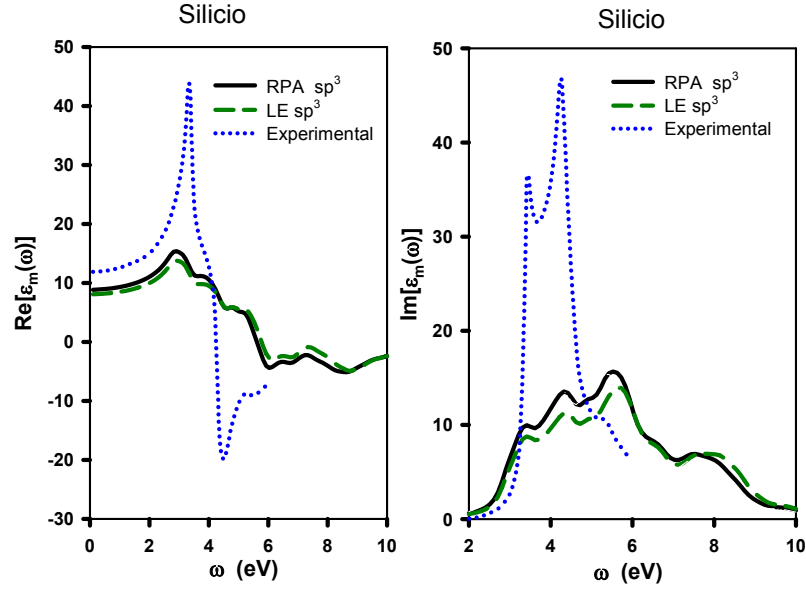 Silicio
50
40
30
20
10
0
-10
-20
-30
Re[ε_m(ω)]
RPA sp³
LE sp³
Experimental
0 2 4 6 8 10
ω (eV)
Silicio
50
40
30
20
10
0
Im[ε_m(ω)]
RPA sp³
LE sp³
Experimental
2 4 6 8 10
ω (eV)